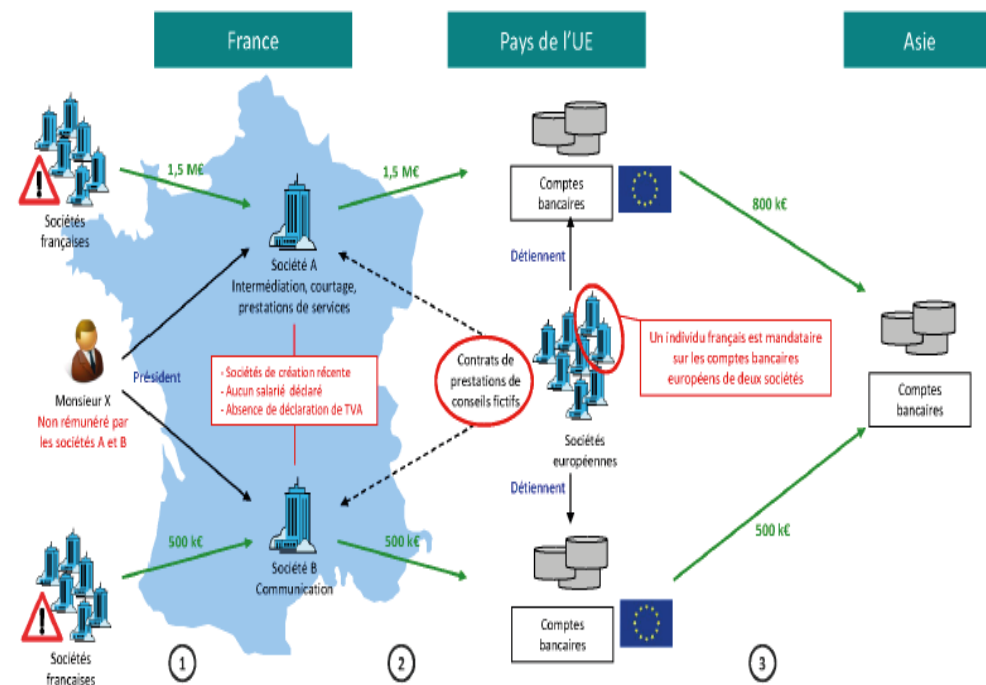 France
Pays de l'UE
Asie
1,5 M€
1,5 M€
Sociétés
françaises
Société A
Intermédiation, courtage,
prestations de services
Comptes
bancaires
800 k€
Détiennent
Président
Monsieur X
Non rémunéré par
les sociétés A et B
- Sociétés de création récente
- Aucun salarié déclaré
- Absence de déclaration de TVA
Contrats de
prestations de
conseils fictifs
Un individu français est mandataire
sur les comptes bancaires
européens de deux sociétés
Comptes
bancaires
Sociétés
européennes
Détiennent
500 k€
500 k€
500 k€
Société B
Communication
Comptes
bancaires
Sociétés
françaises
1
2
3